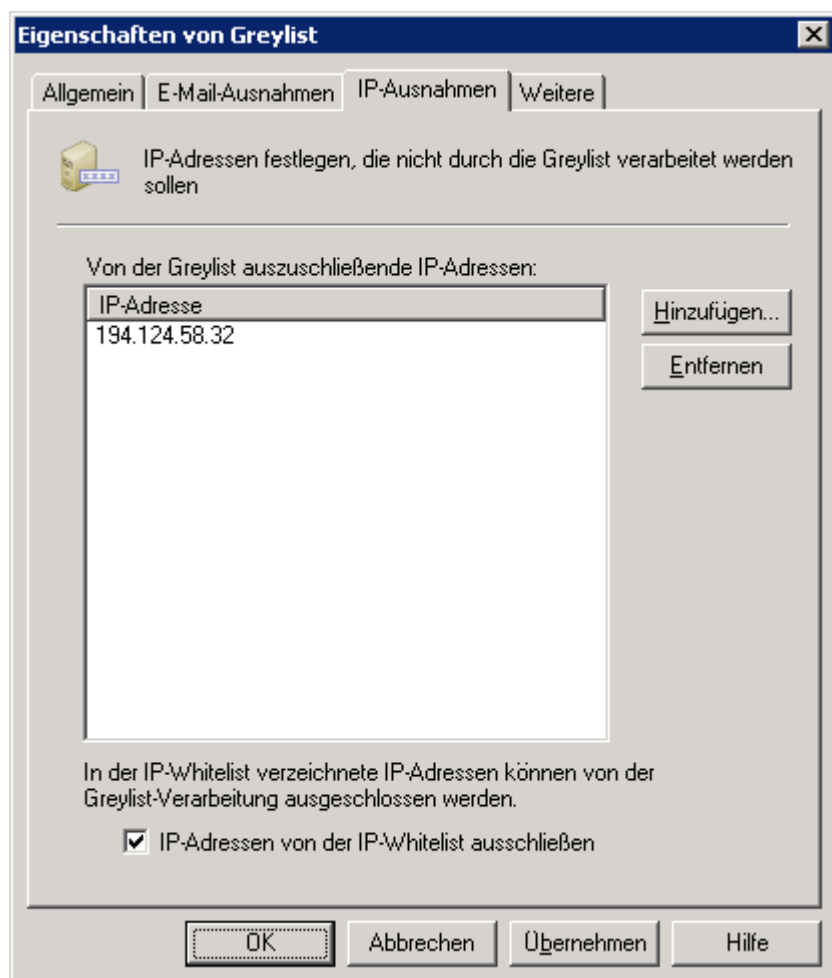 Eigenschaften von Greylist
Allgemein
E-Mail-Ausnahmen
IP-Ausnahmen
Weitere
IP-Adressen festlegen, die nicht durch die Greylist verarbeitet werden
sollen
Von der Greylist auszuschließende IP-Adressen:
IP-Adresse
194.124.58.32
Hinzufügen...
Entfernen
In der IP-Whitelist verzeichnete IP-Adressen können von der
Greylist-Verarbeitung ausgeschlossen werden.
IP-Adressen von der IP-Whitelist ausschließen
OK
Abbrechen
Übernehmen
Hilfe